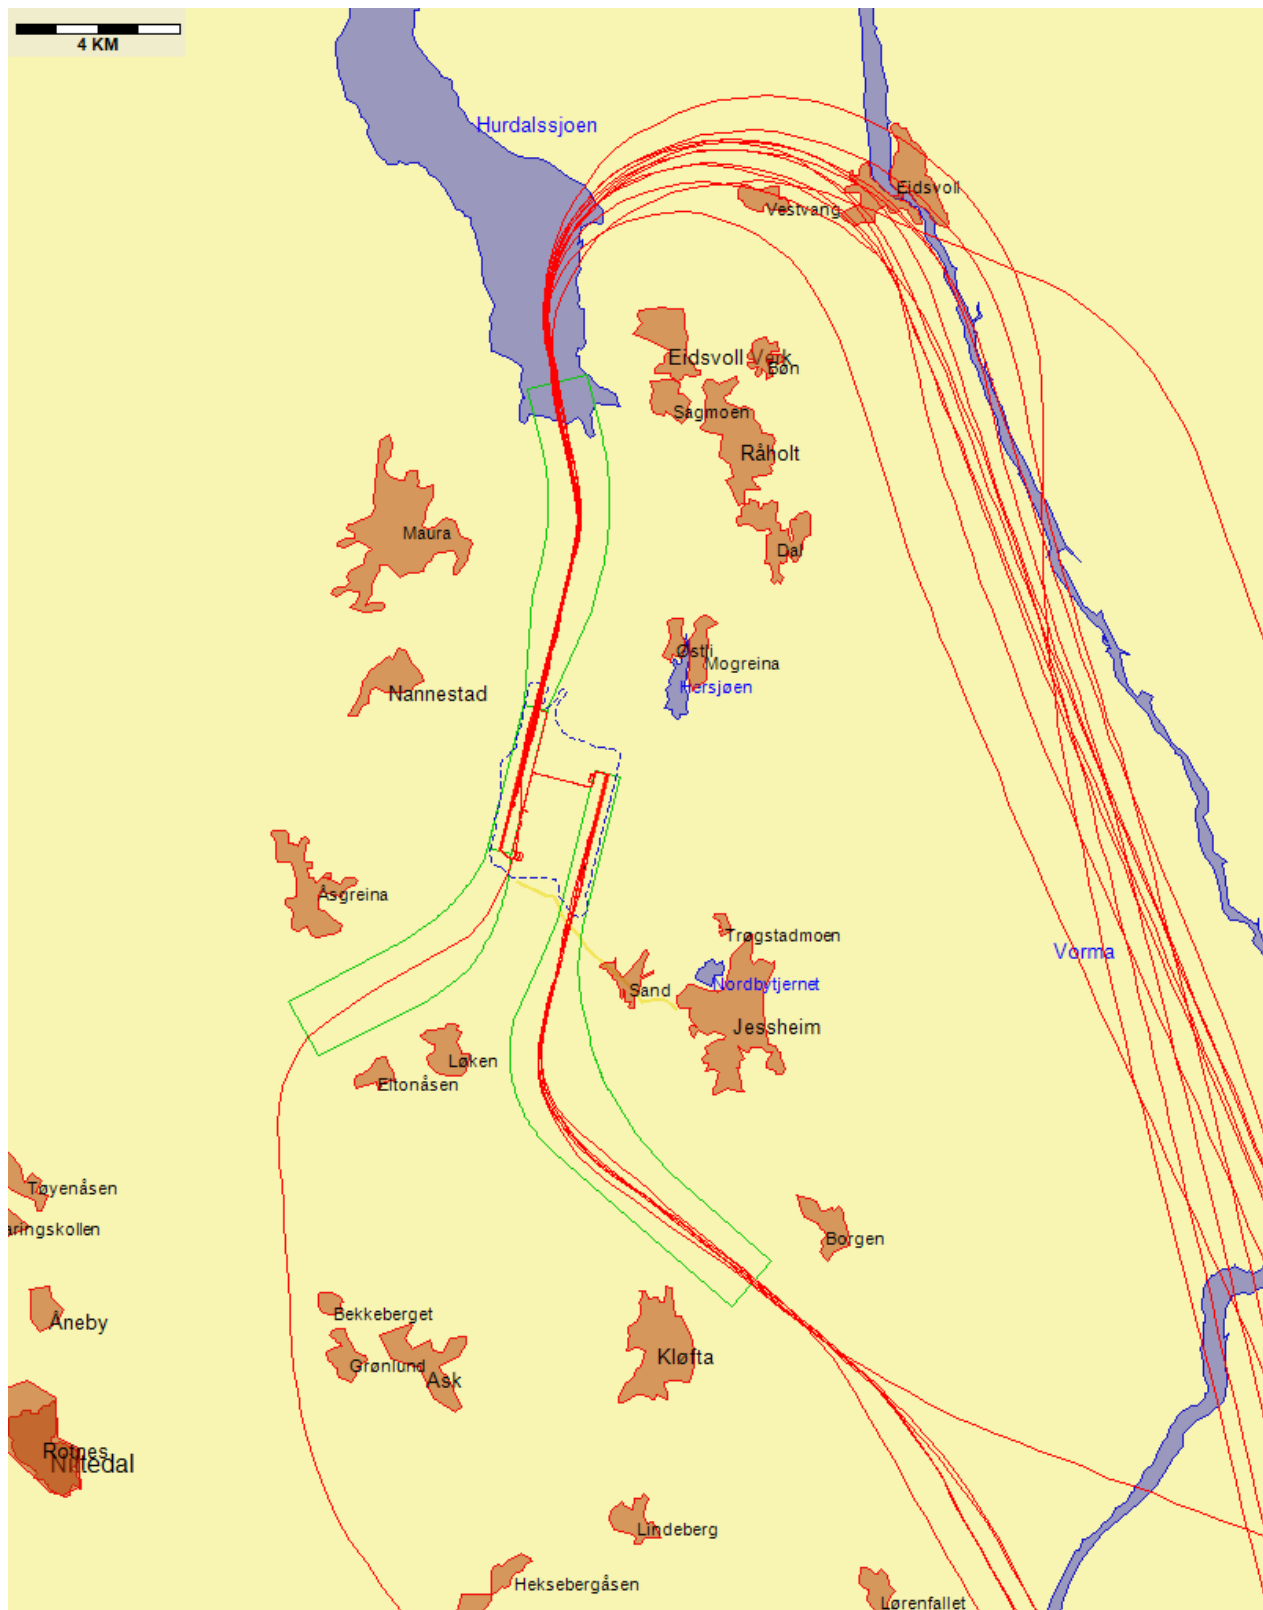 4 KM
Hurdalssjoen
Eidsvoll
Vestvang
Eidsvoll Verk
Bøn
Sagmoen
Råholt
Maura
Dal
Østli
Mogreina
Hersjøen
Nannestad
Åsgreina
Trøgstadmoen
Vorma
Nordbytjernet
Sand
Jessheim
Løken
Eltonåsen
Tøyenåsen
aringskollen
Borgen
Bekkeberget
Åneby
Kløfta
Grønlund
Ask
Rotnes
Nittedal
Lindeberg
Heksebergåsen
Lørenfallet